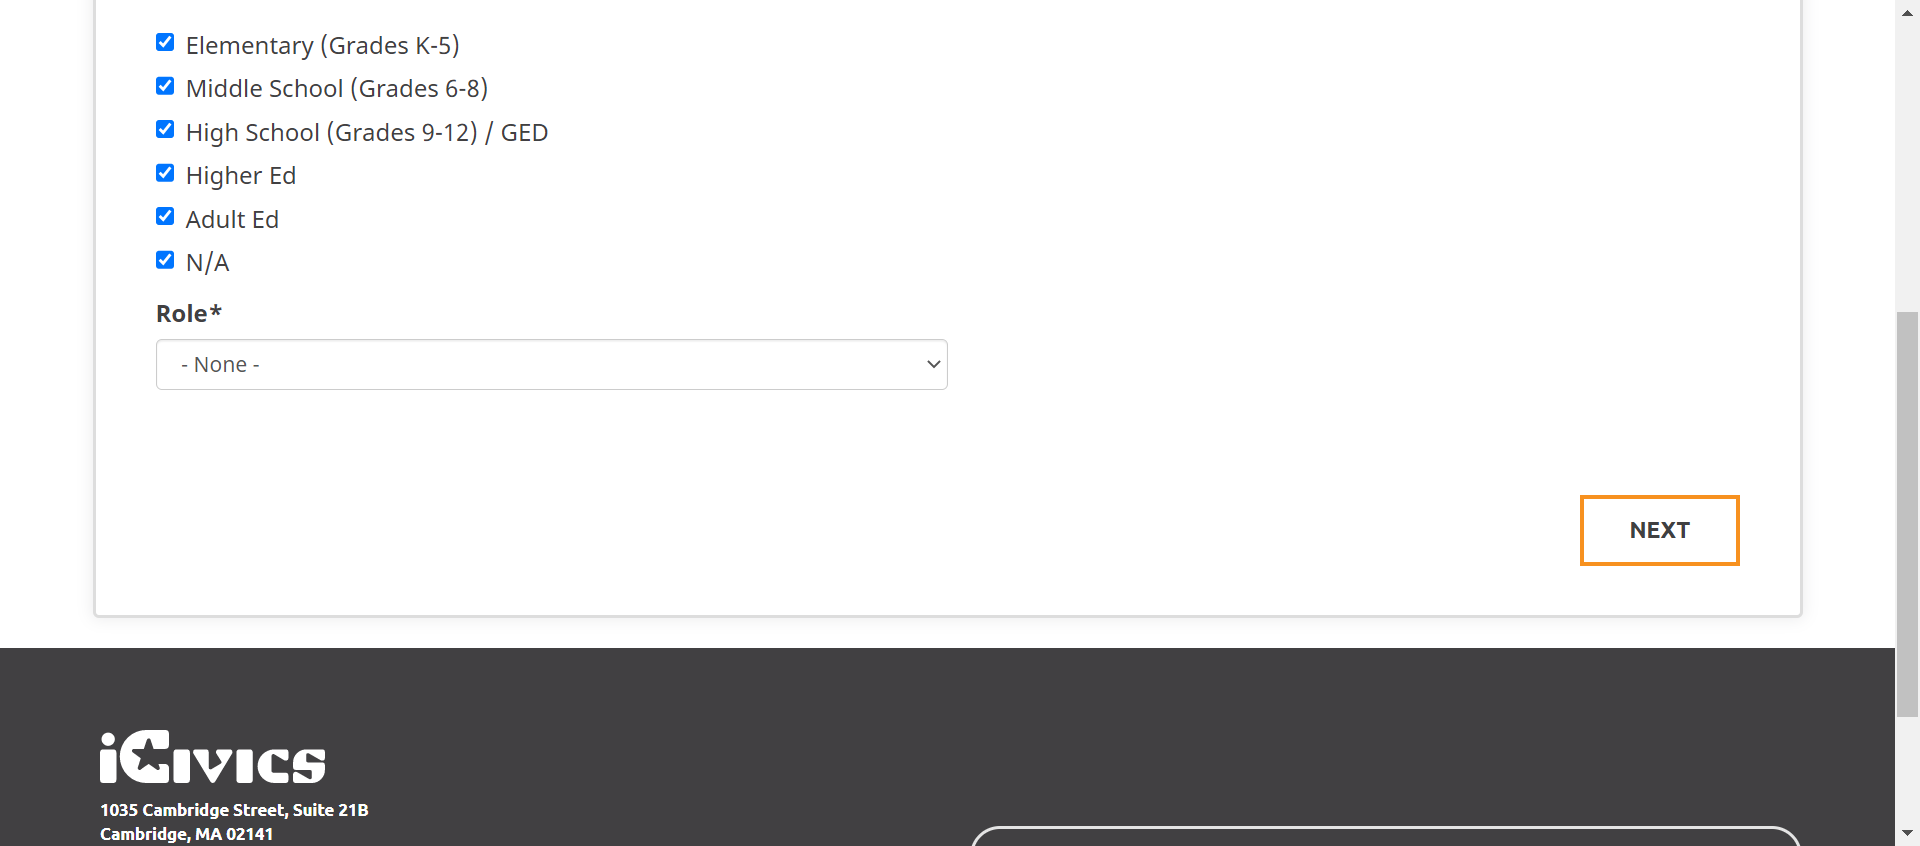 Elementary (Grades K-5)
Middle School (Grades 6-8)
High School (Grades 9-12) / GED
Higher Ed
Adult Ed
N/A
Role*
- None -
NEXT
iCivics
1035 Cambridge Street, Suite 21B
Cambridge, MA 02141